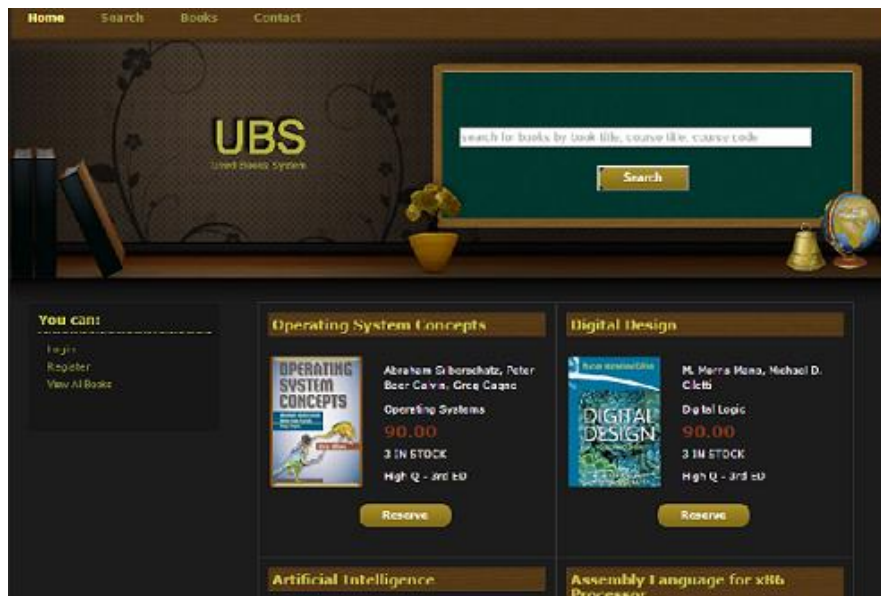 Home Search Books Contact
UBS
Used Books System
search for books by book title, course title, course code
Search
You can:
Login
Register
View All Books
Operating System Concepts
OPERATING
SYSTEM
CONCEPTS
Abraham Silberschatz, Peter
Baer Galvin, Greg Gagne
Operating Systems
90.00
3 IN STOCK
High Q - 3rd ED
Reserve
Digital Design
DIGITAL
DESIGN
M. Morris Mano, Michael D.
Ciletti
Digital Logic
90.00
3 IN STOCK
High Q - 3rd ED
Reserve
Artificial Intelligence
Assembly Language for x86
Processor